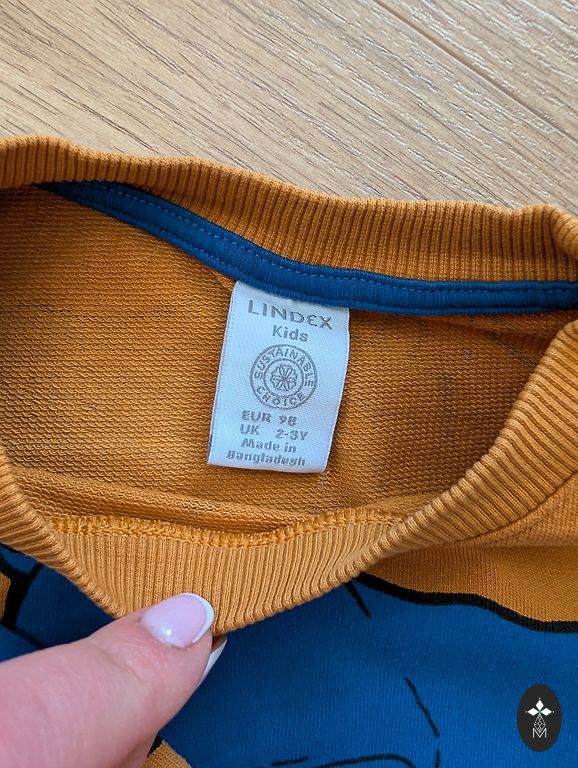 LINDEX
Kids
SUSTAINABLE
CHOICE
EUR 98
UK 2-3Y
Made in
Bangladesh
M